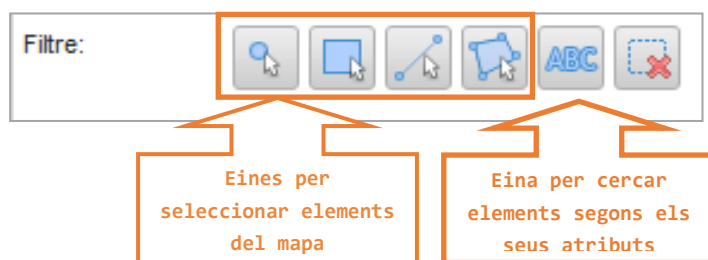 Filtre:
ABC
Eines per
seleccionar elements
del mapa
Eina per cercar
elements segons els
seus atributs